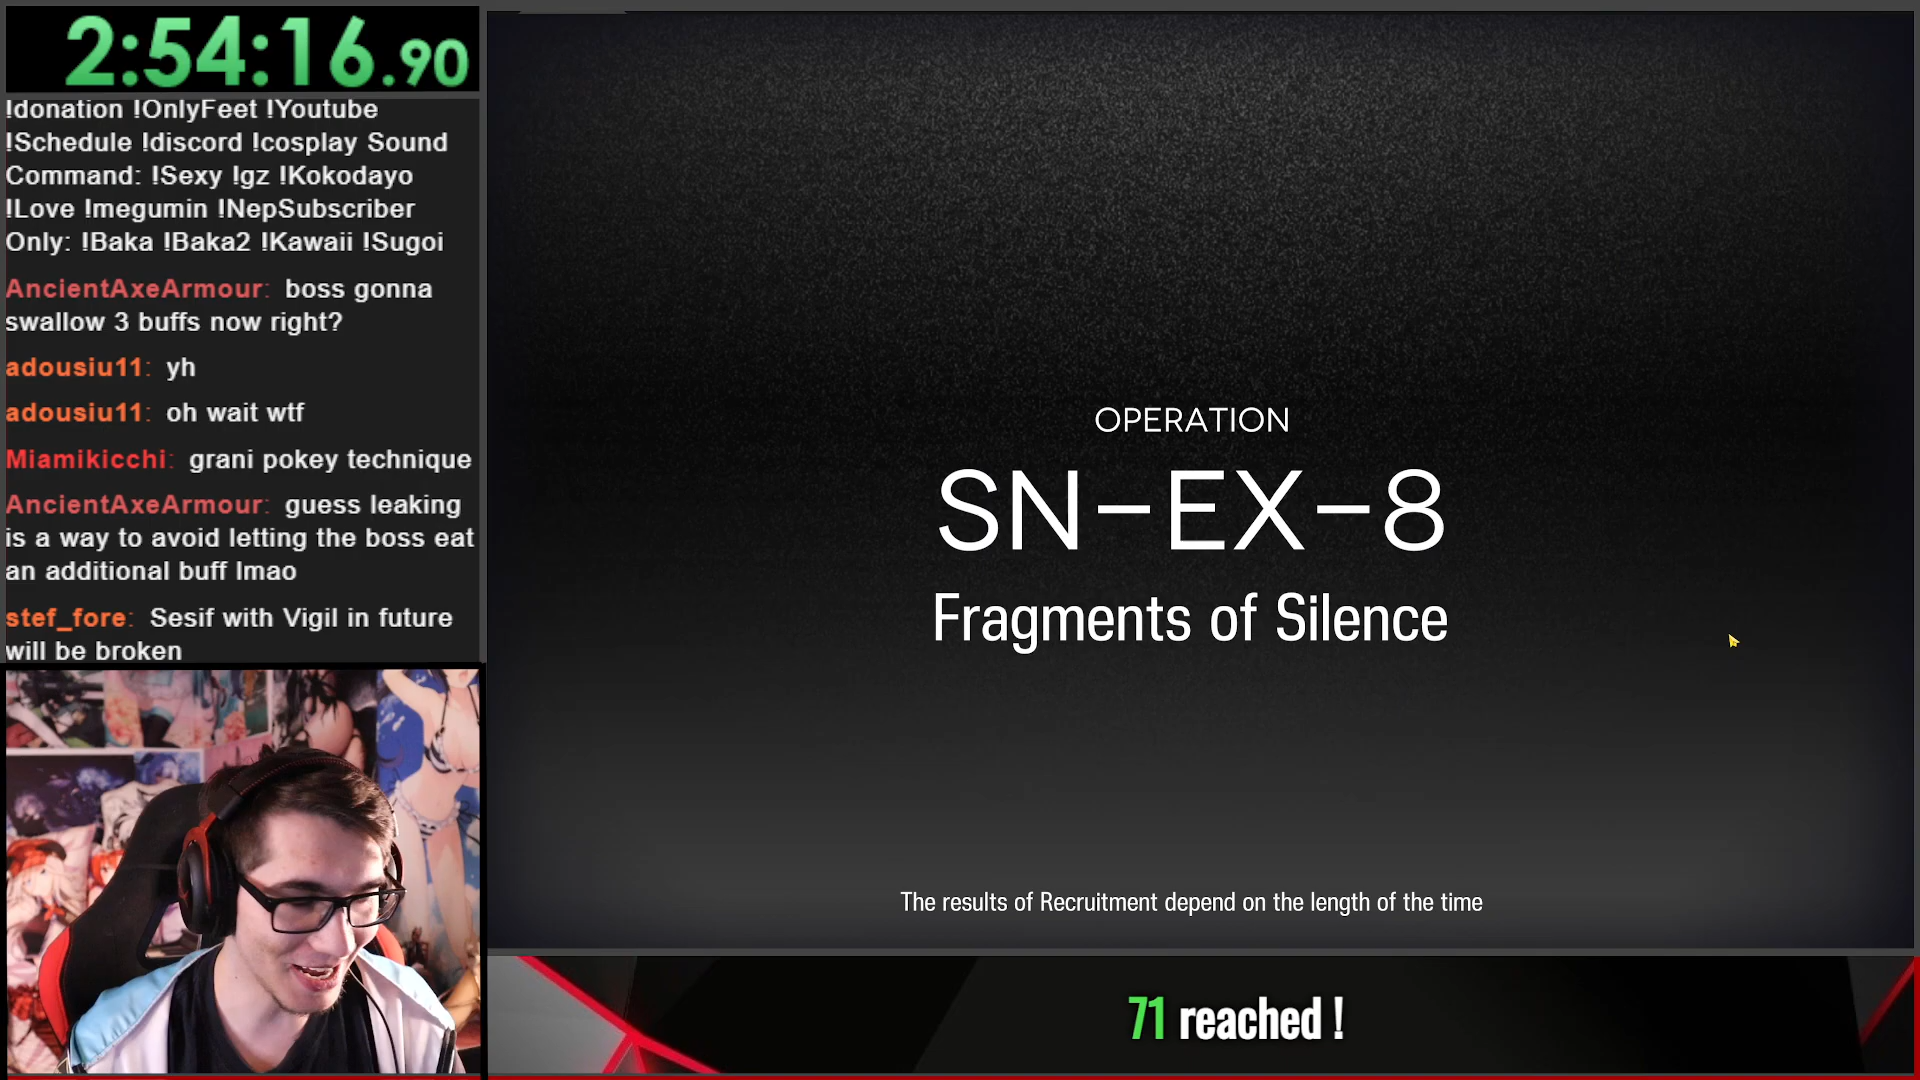 2:54:16.90
!donation !OnlyFeet !Youtube
!Schedule !discord !cosplay Sound
Command: !Sexy !gz !Kokodayo
!Love !megumin !NepSubscriber
Only: !Baka !Baka2 !Kawaii !Sugoi
AncientAxeArmour: boss gonna
swallow 3 buffs now right?
adousiu11: yh
adousiu11: oh wait wtf
Miamikicchi: grani pokey technique
AncientAxeArmour: guess leaking
is a way to avoid letting the boss eat
an additional buff lmao
stef_fore: Sesif with Vigil in future
will be broken
OPERATION
SN-EX-8
Fragments of Silence
The results of Recruitment depend on the length of the time
71 reached !